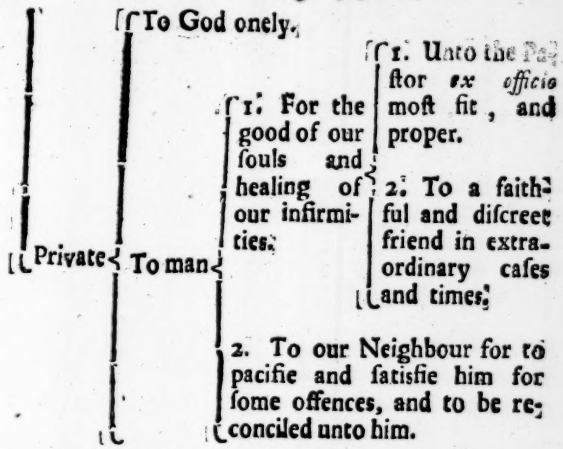 To God onely.
Private
To man
1. For the
good of our
ſouls and
healing of
our infirmi-
ties.
1. Unto the Pa-
ſtor ex officio
moſt fit, and
proper.
2. To a faith-
ful and diſcreet
friend in extra-
ordinary caſes
and times.
2. To our Neighbour for to
pacifie and ſatisfie him for
ſome offences, and to be re-
conciled unto him.